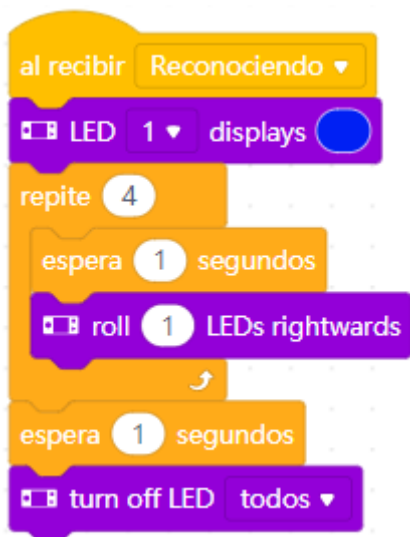 al recibir Reconociendo
LED 1 displays
repite 4
espera 1 segundos
roll 1 LEDs rightwards
espera 1 segundos
turn off LED todos